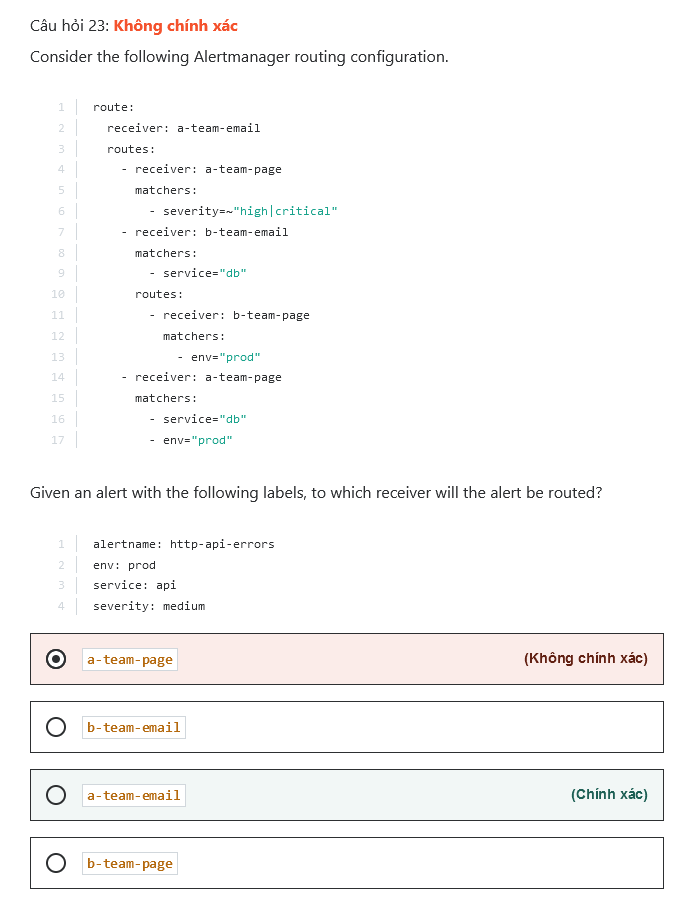 Câu hỏi 23: Không chính xác
Consider the following Alertmanager routing configuration.
1 route:
2   receiver: a-team-email
3   routes:
4     - receiver: a-team-page
5       matchers:
6         - severity=~"high|critical"
7     - receiver: b-team-email
8       matchers:
9         - service="db"
10       routes:
11         - receiver: b-team-page
12           matchers:
13             - env="prod"
14     - receiver: a-team-page
15       matchers:
16         - service="db"
17         - env="prod"
Given an alert with the following labels, to which receiver will the alert be routed?
1 alertname: http-api-errors
2 env: prod
3 service: api
4 severity: medium
a-team-page (Không chính xác)
b-team-email
a-team-email (Chính xác)
b-team-page